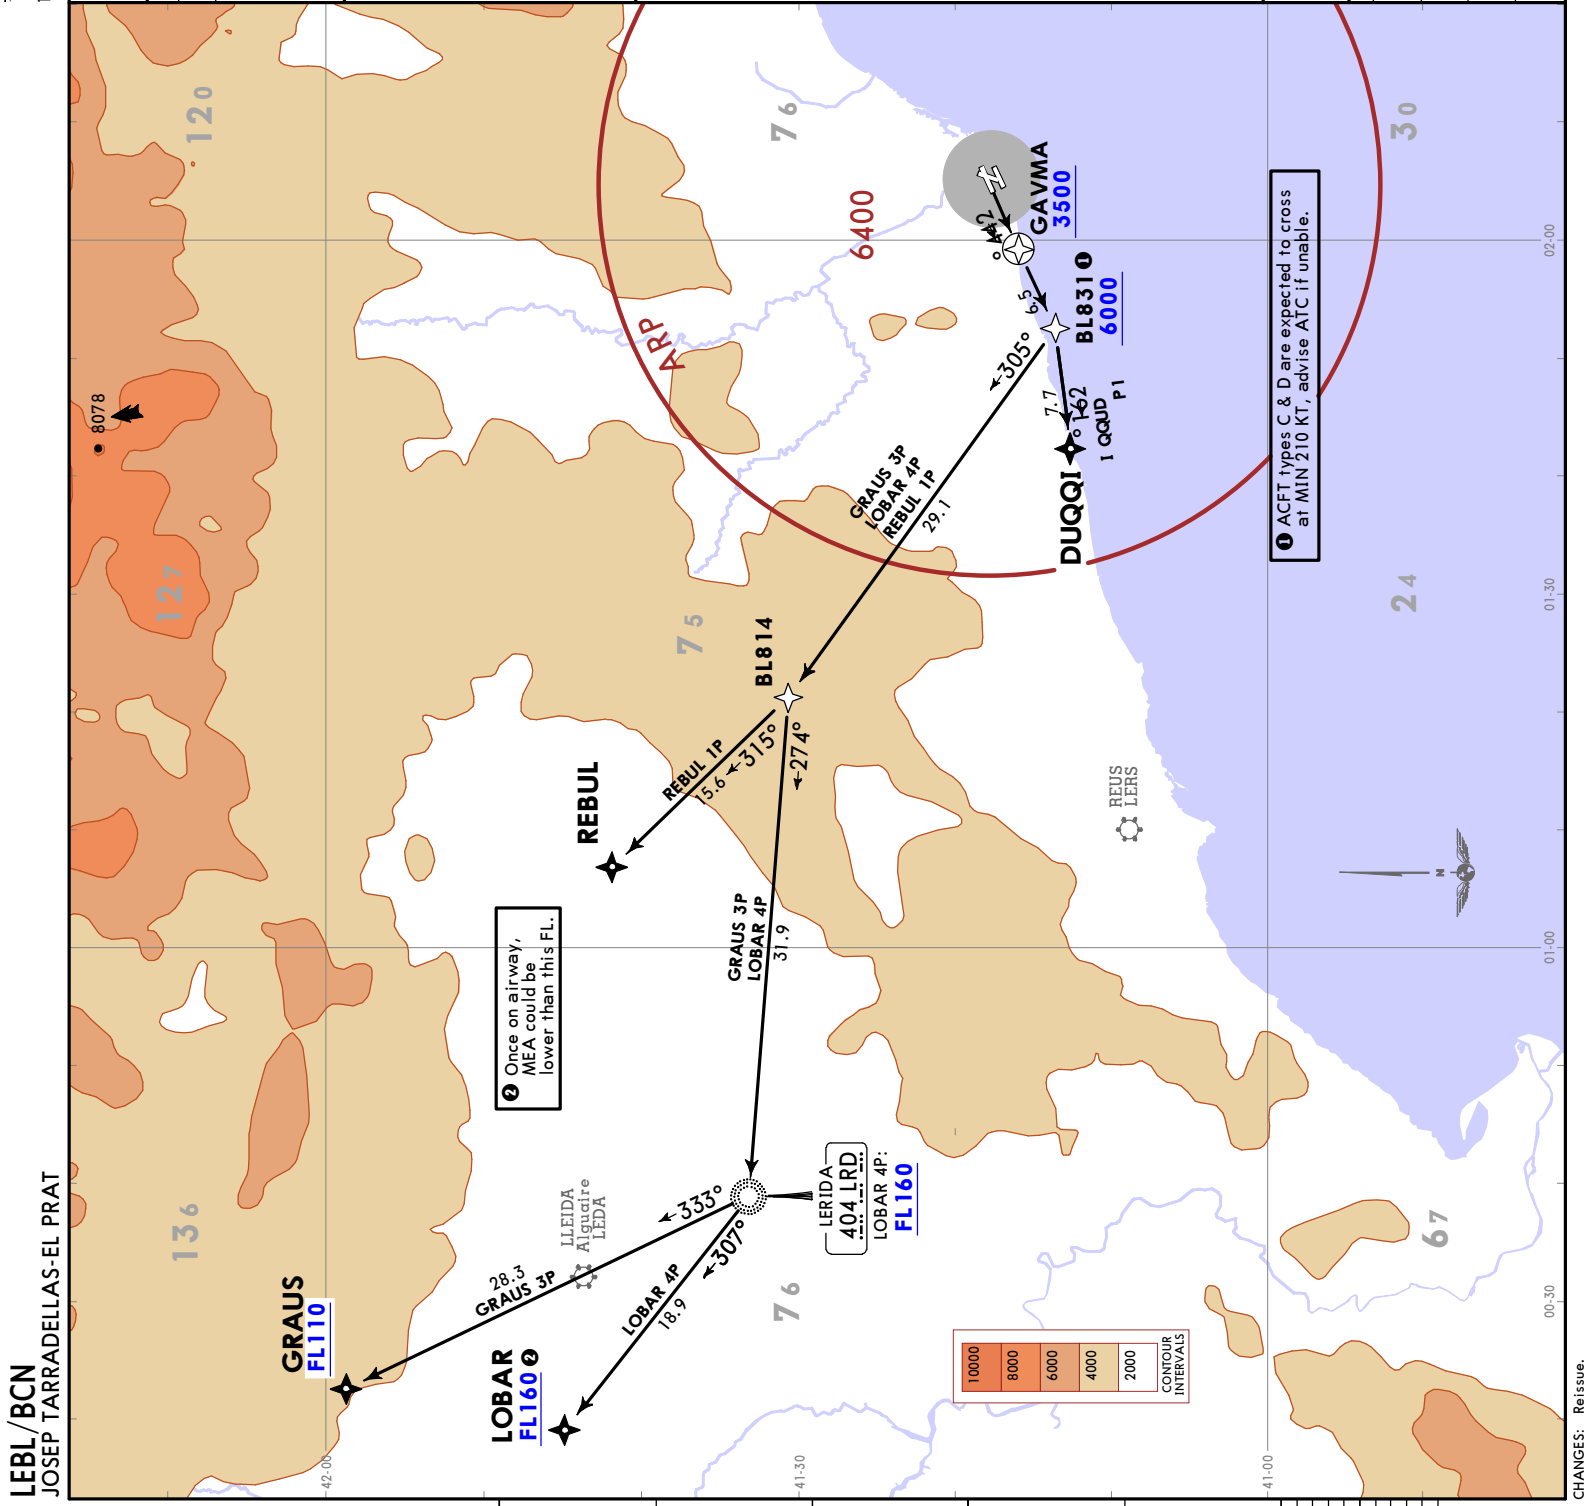 LEBL/BCN
JOSEP TARRADELLAS-EL PRAT
136
127
120
8078
42-00
GRAUS
FL110
28.3
GRAUS 3P
LLEIDA
Alguaire
LEDA
LOBAR
FL160 ❷
LOBAR 4P
18.9
333°
307°
LERIDA
404 LRD
LOBAR 4P:
FL160
❷ Once on airway,
MEA could be
lower than this FL.
REBUL
REBUL 1P
15.6
315°
274°
GRAUS 3P
LOBAR 4P
31.9
BL814
75
76
76
ARP
6400
GRAUS 3P
LOBAR 4P
REBUL 1P
29.1
305°
GAVMA
3500
6.5
BL831 ❶
6000
7.7
DUQQI
41-30
41-00
REUS
LERS
N
❶ ACFT types C & D are expected to cross
at MIN 210 KT, advise ATC if unable.
30
24
67
02-00
01-30
01-00
00-30
10000
8000
6000
4000
2000
CONTOUR
INTERVALS
CHANGES: Reissue.